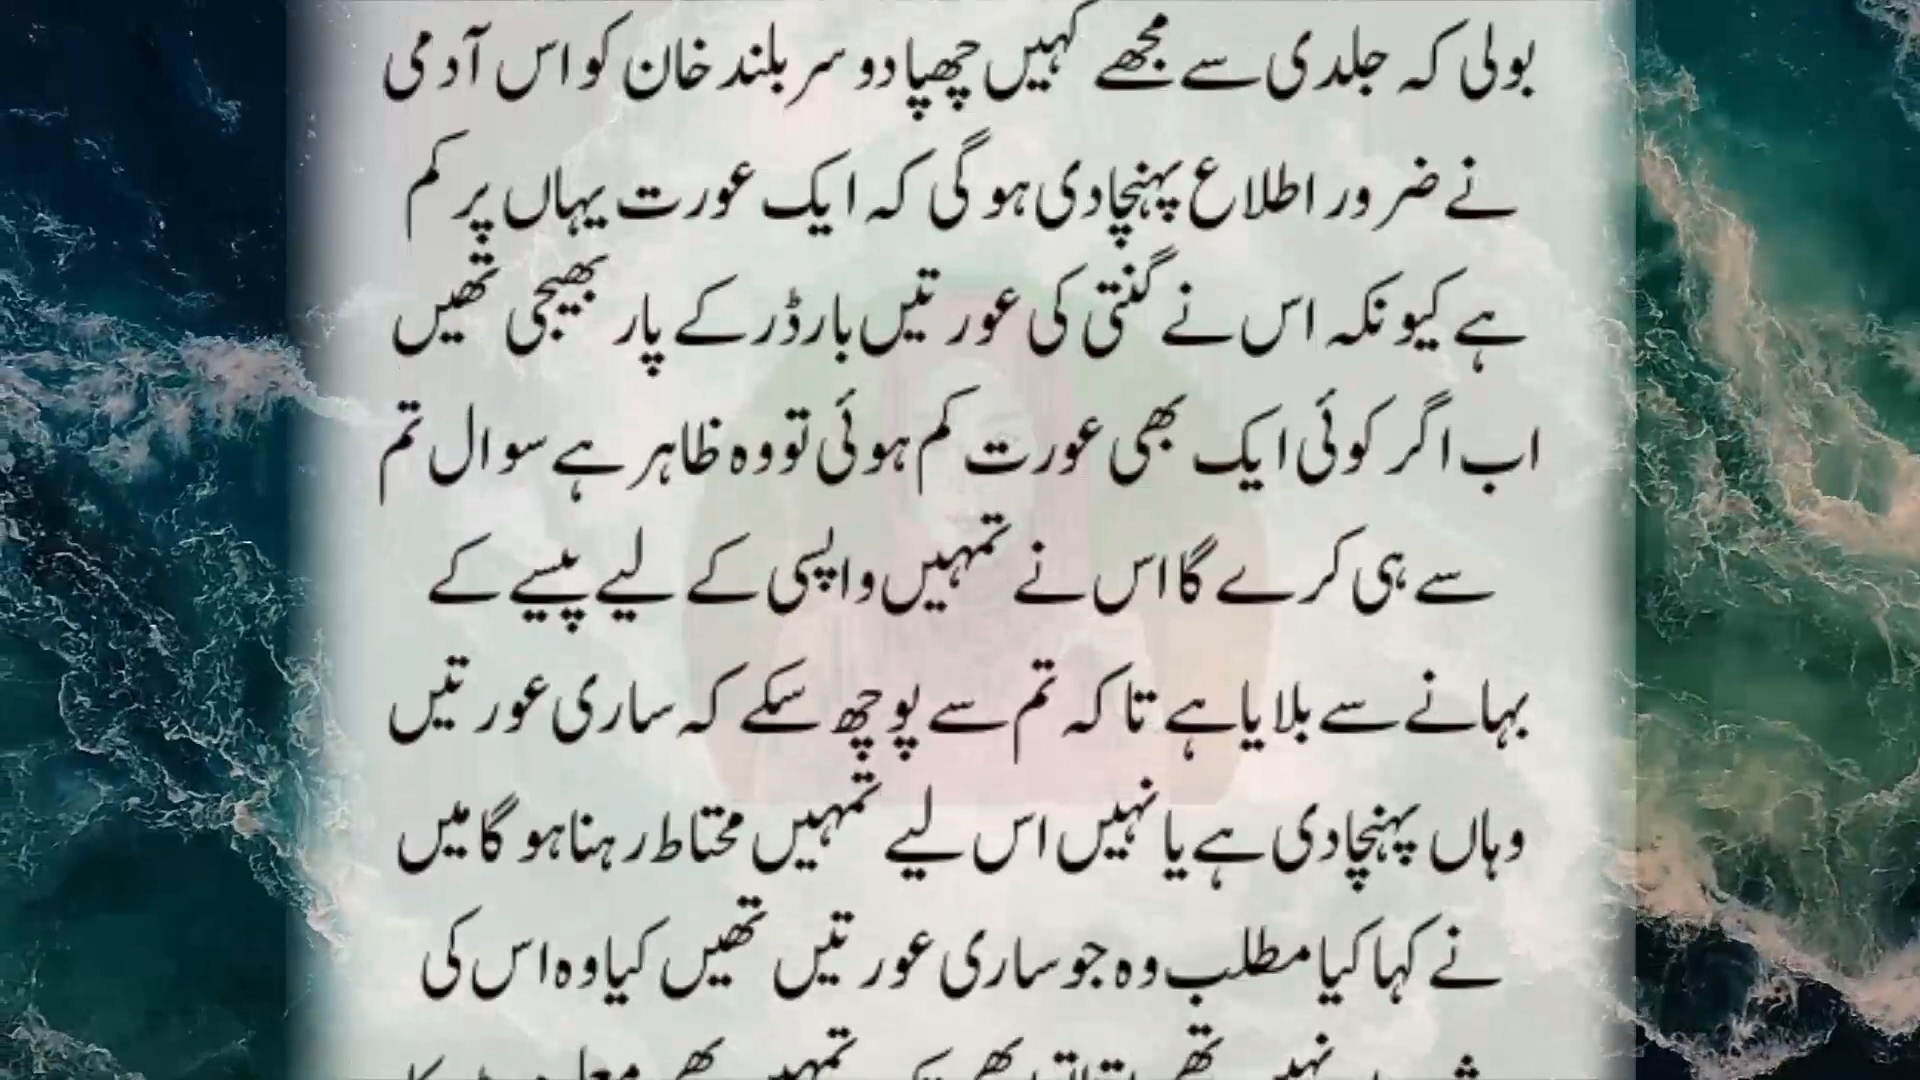 بولی کہ جلدی سے مجھے کہیں چھپا دو سر بلند خان کو اس آدمی
نے ضرور اطلاع پہنچا دی ہو گی کہ ایک عورت یہاں پر کم
ہے کیونکہ اس نے گنتی کی عورتیں بارڈر کے پار بھیجی تھیں
اب اگر کوئی ایک بھی عورت کم ہوئی تو وہ ظاہر ہے سوال تم
سے ہی کرے گا اس نے تمہیں واپسی کے لیے پیسے کے
بہانے سے بلایا ہے تاکہ تم سے پوچھ سکے کہ ساری عورتیں
وہاں پہنچا دی ہے یا نہیں اس لیے تمہیں محتاط رہنا ہو گا میں
نے کہا کیا مطلب وہ جو ساری عورتیں تھیں کیا وہ اس کی